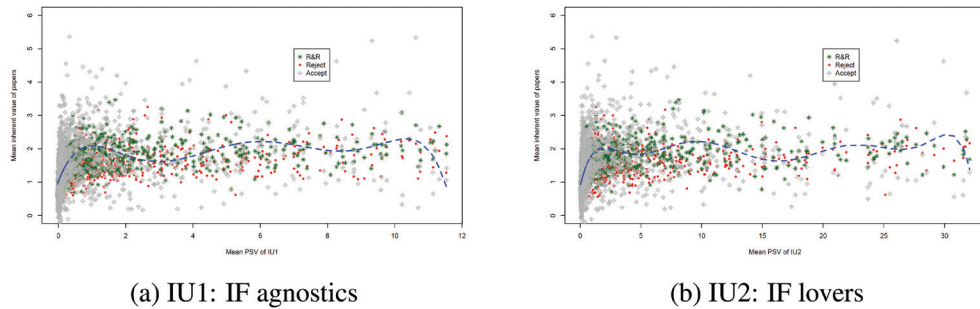 6
5
4
3
2
1
0
Mean inherent value of papers
R&R
Reject
Accept
0 2 4 6 8 10 12
Mean PSV of IU1
(a) IU1: IF agnostics
6
5
4
3
2
1
0
Mean inherent value of papers
R&R
Reject
Accept
0 5 10 15 20 25 30
Mean PSV of IU2
(b) IU2: IF lovers